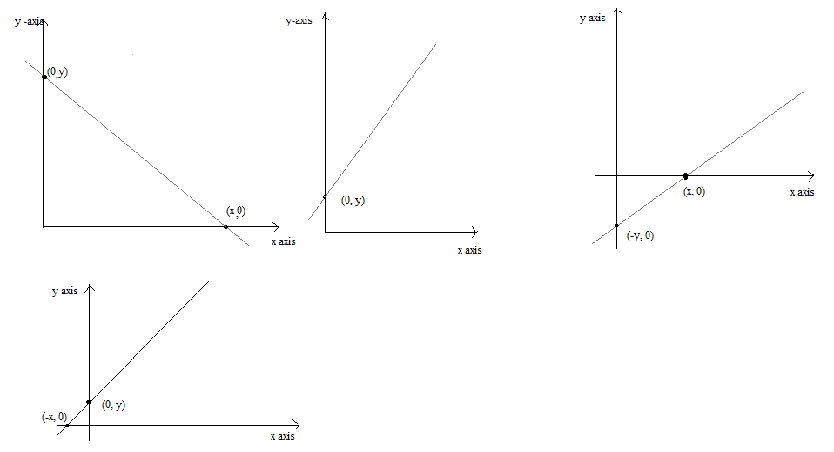 y -axis
(0,y)
(x,0)
x axis
y-axis
(0, y)
x axis
y axis
(x, 0)
x axis
(-y, 0)
y axis
(-x, 0)
(0, y)
x axis